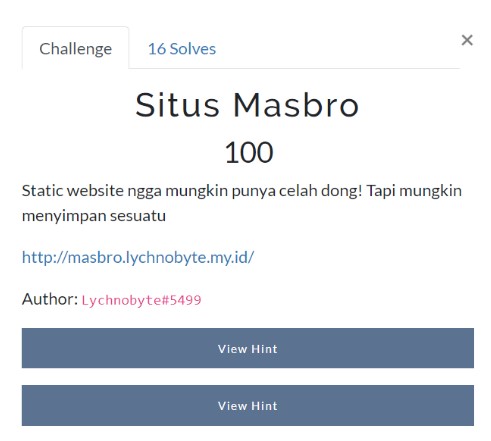 Challenge
16 Solves
×
Situs Masbro
100
Static website ngga mungkin punya celah dong! Tapi mungkin
menyimpan sesuatu
http://masbro.lychnobyte.my.id/
Author: Lychnobyte#5499
View Hint
View Hint